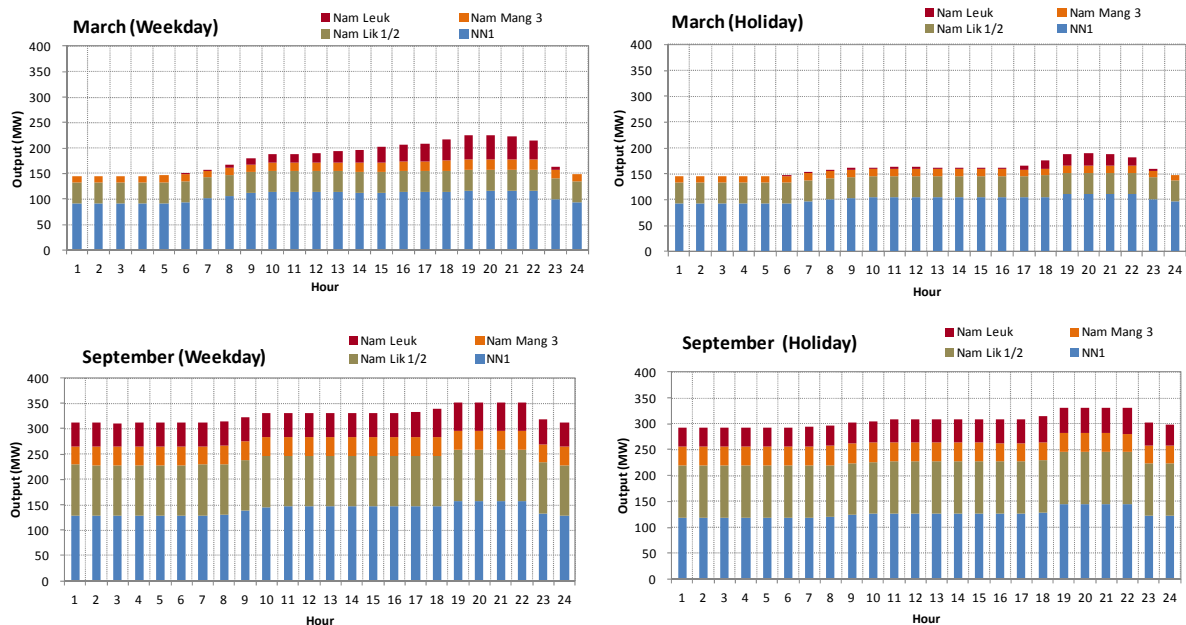 March (Weekday)
Nam Leuk Nam Mang 3
Nam Lik 1/2 NN1
400
350
300
250
200
150
100
50
0
Output (MW)
1 2 3 4 5 6 7 8 9 10 11 12 13 14 15 16 17 18 19 20 21 22 23 24
Hour
March (Holiday)
Nam Leuk Nam Mang 3
Nam Lik 1/2 NN1
400
350
300
250
200
150
100
50
0
Output (MW)
1 2 3 4 5 6 7 8 9 10 11 12 13 14 15 16 17 18 19 20 21 22 23 24
Hour
September (Weekday)
Nam Leuk Nam Mang 3
Nam Lik 1/2 NN1
400
350
300
250
200
150
100
50
0
Output (MW)
1 2 3 4 5 6 7 8 9 10 11 12 13 14 15 16 17 18 19 20 21 22 23 24
Hour
September (Holiday)
Nam Leuk Nam Mang 3
Nam Lik 1/2 NN1
400
350
300
250
200
150
100
50
0
Output (MW)
1 2 3 4 5 6 7 8 9 10 11 12 13 14 15 16 17 18 19 20 21 22 23 24
Hour